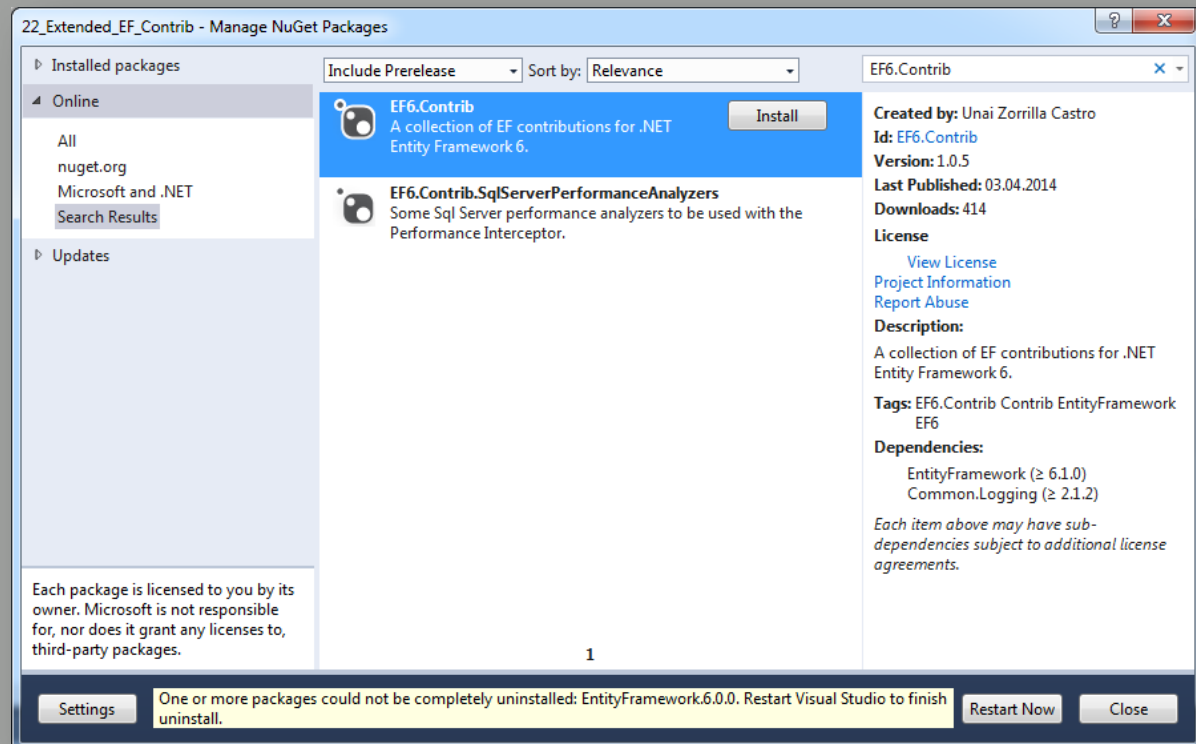 22_Extended_EF_Contrib - Manage NuGet Packages
?
X
Installed packages
Online
All
nuget.org
Microsoft and .NET
Search Results
Updates
Each package is licensed to you by its
owner. Microsoft is not responsible
for, nor does it grant any licenses to,
third-party packages.
Include Prerelease
Sort by: Relevance
EF6.Contrib
A collection of EF contributions for .NET
Entity Framework 6.
Install
EF6.Contrib.SqlServerPerformanceAnalyzers
Some Sql Server performance analyzers to be used with the
Performance Interceptor.
1
EF6.Contrib
Created by: Unai Zorrilla Castro
Id: EF6.Contrib
Version: 1.0.5
Last Published: 03.04.2014
Downloads: 414
License
View License
Project Information
Report Abuse
Description:
A collection of EF contributions for .NET
Entity Framework 6.
Tags: EF6.Contrib Contrib EntityFramework
EF6
Dependencies:
EntityFramework (≥ 6.1.0)
Common.Logging (≥ 2.1.2)
Each item above may have sub-
dependencies subject to additional license
agreements.
Settings
One or more packages could not be completely uninstalled: EntityFramework.6.0.0. Restart Visual Studio to finish
uninstall.
Restart Now
Close